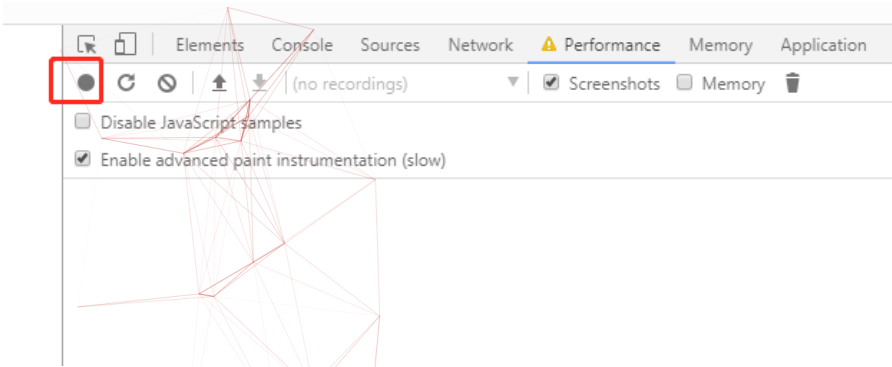 Elements Console Sources Network Performance Memory Application
(no recordings) Screenshots Memory
Disable JavaScript samples
Enable advanced paint instrumentation (slow)